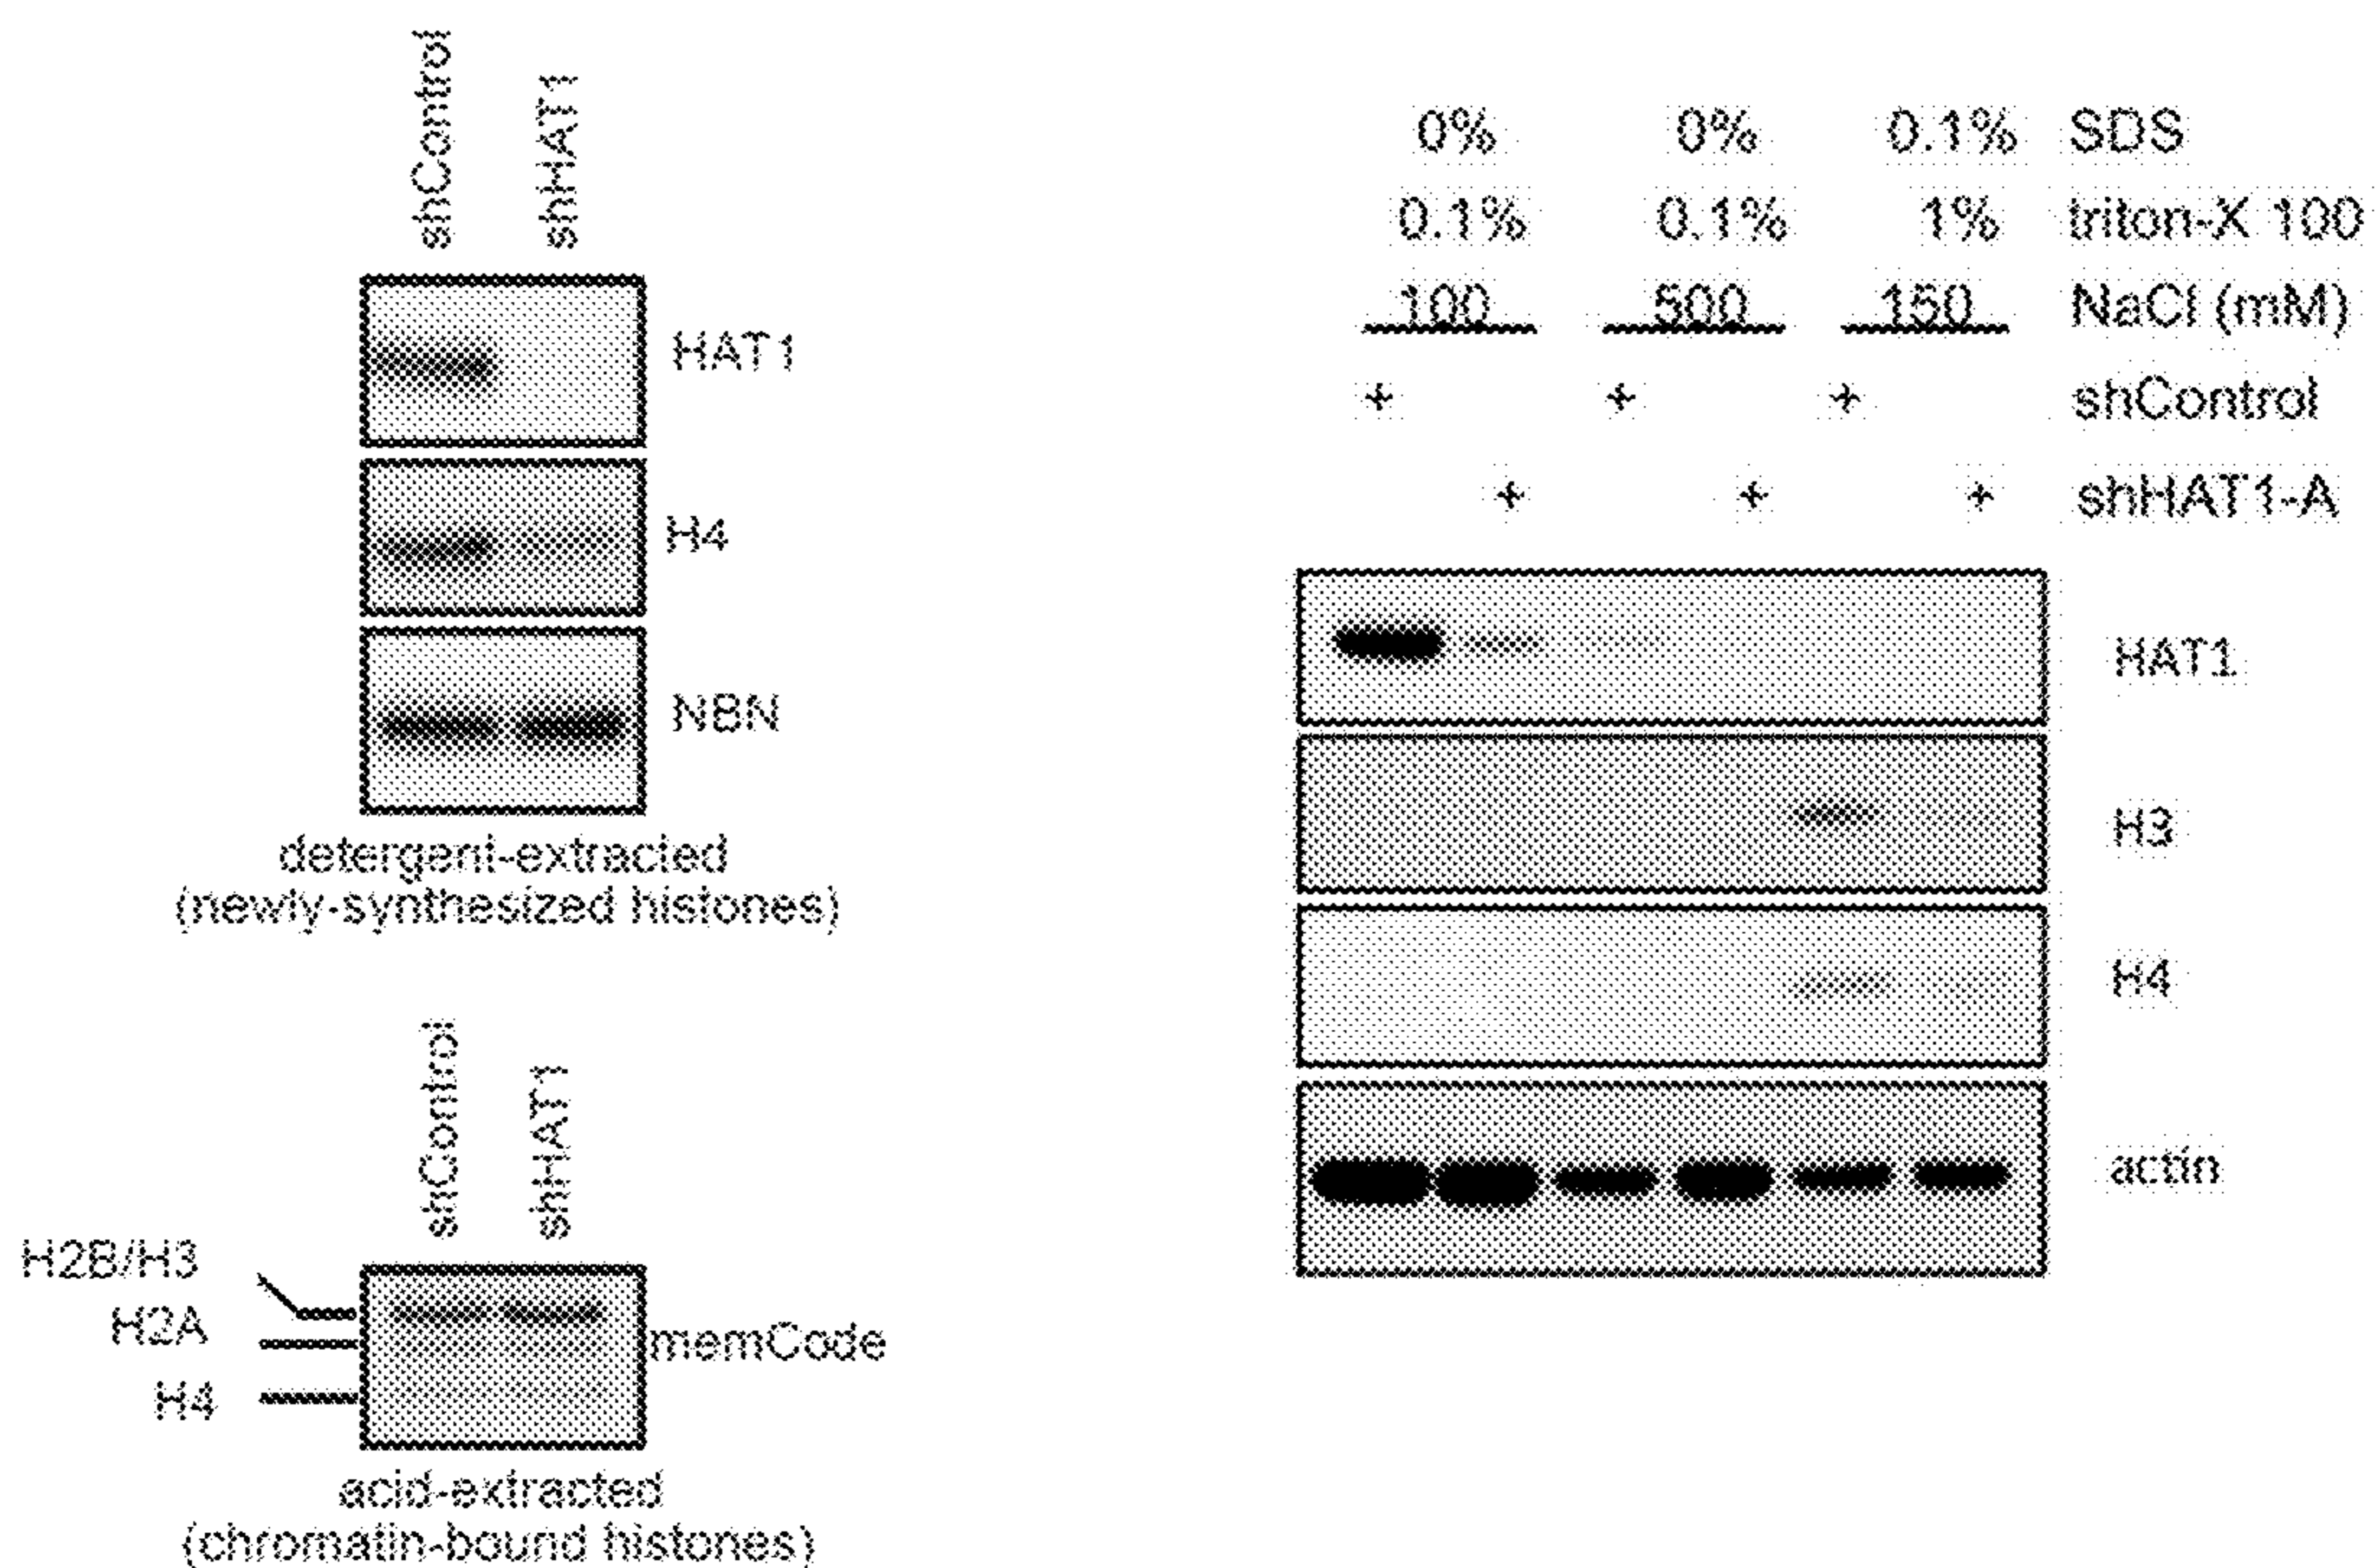 shControl
shHAT1
HAT1
H4
NBN
detergent-extracted
(newly-synthesized histones)
shControl
shHAT1
H2B/H3
H2A
H4
memCode
acid-extracted
(chromatin-bound histones)
0% 0% 0.1% SDS
0.1% 0.1% 1% triton-X 100
100 500 150 NaCl (mM)
+ + + shControl
+ + + shHAT1-A
HAT1
H3
H4
actin